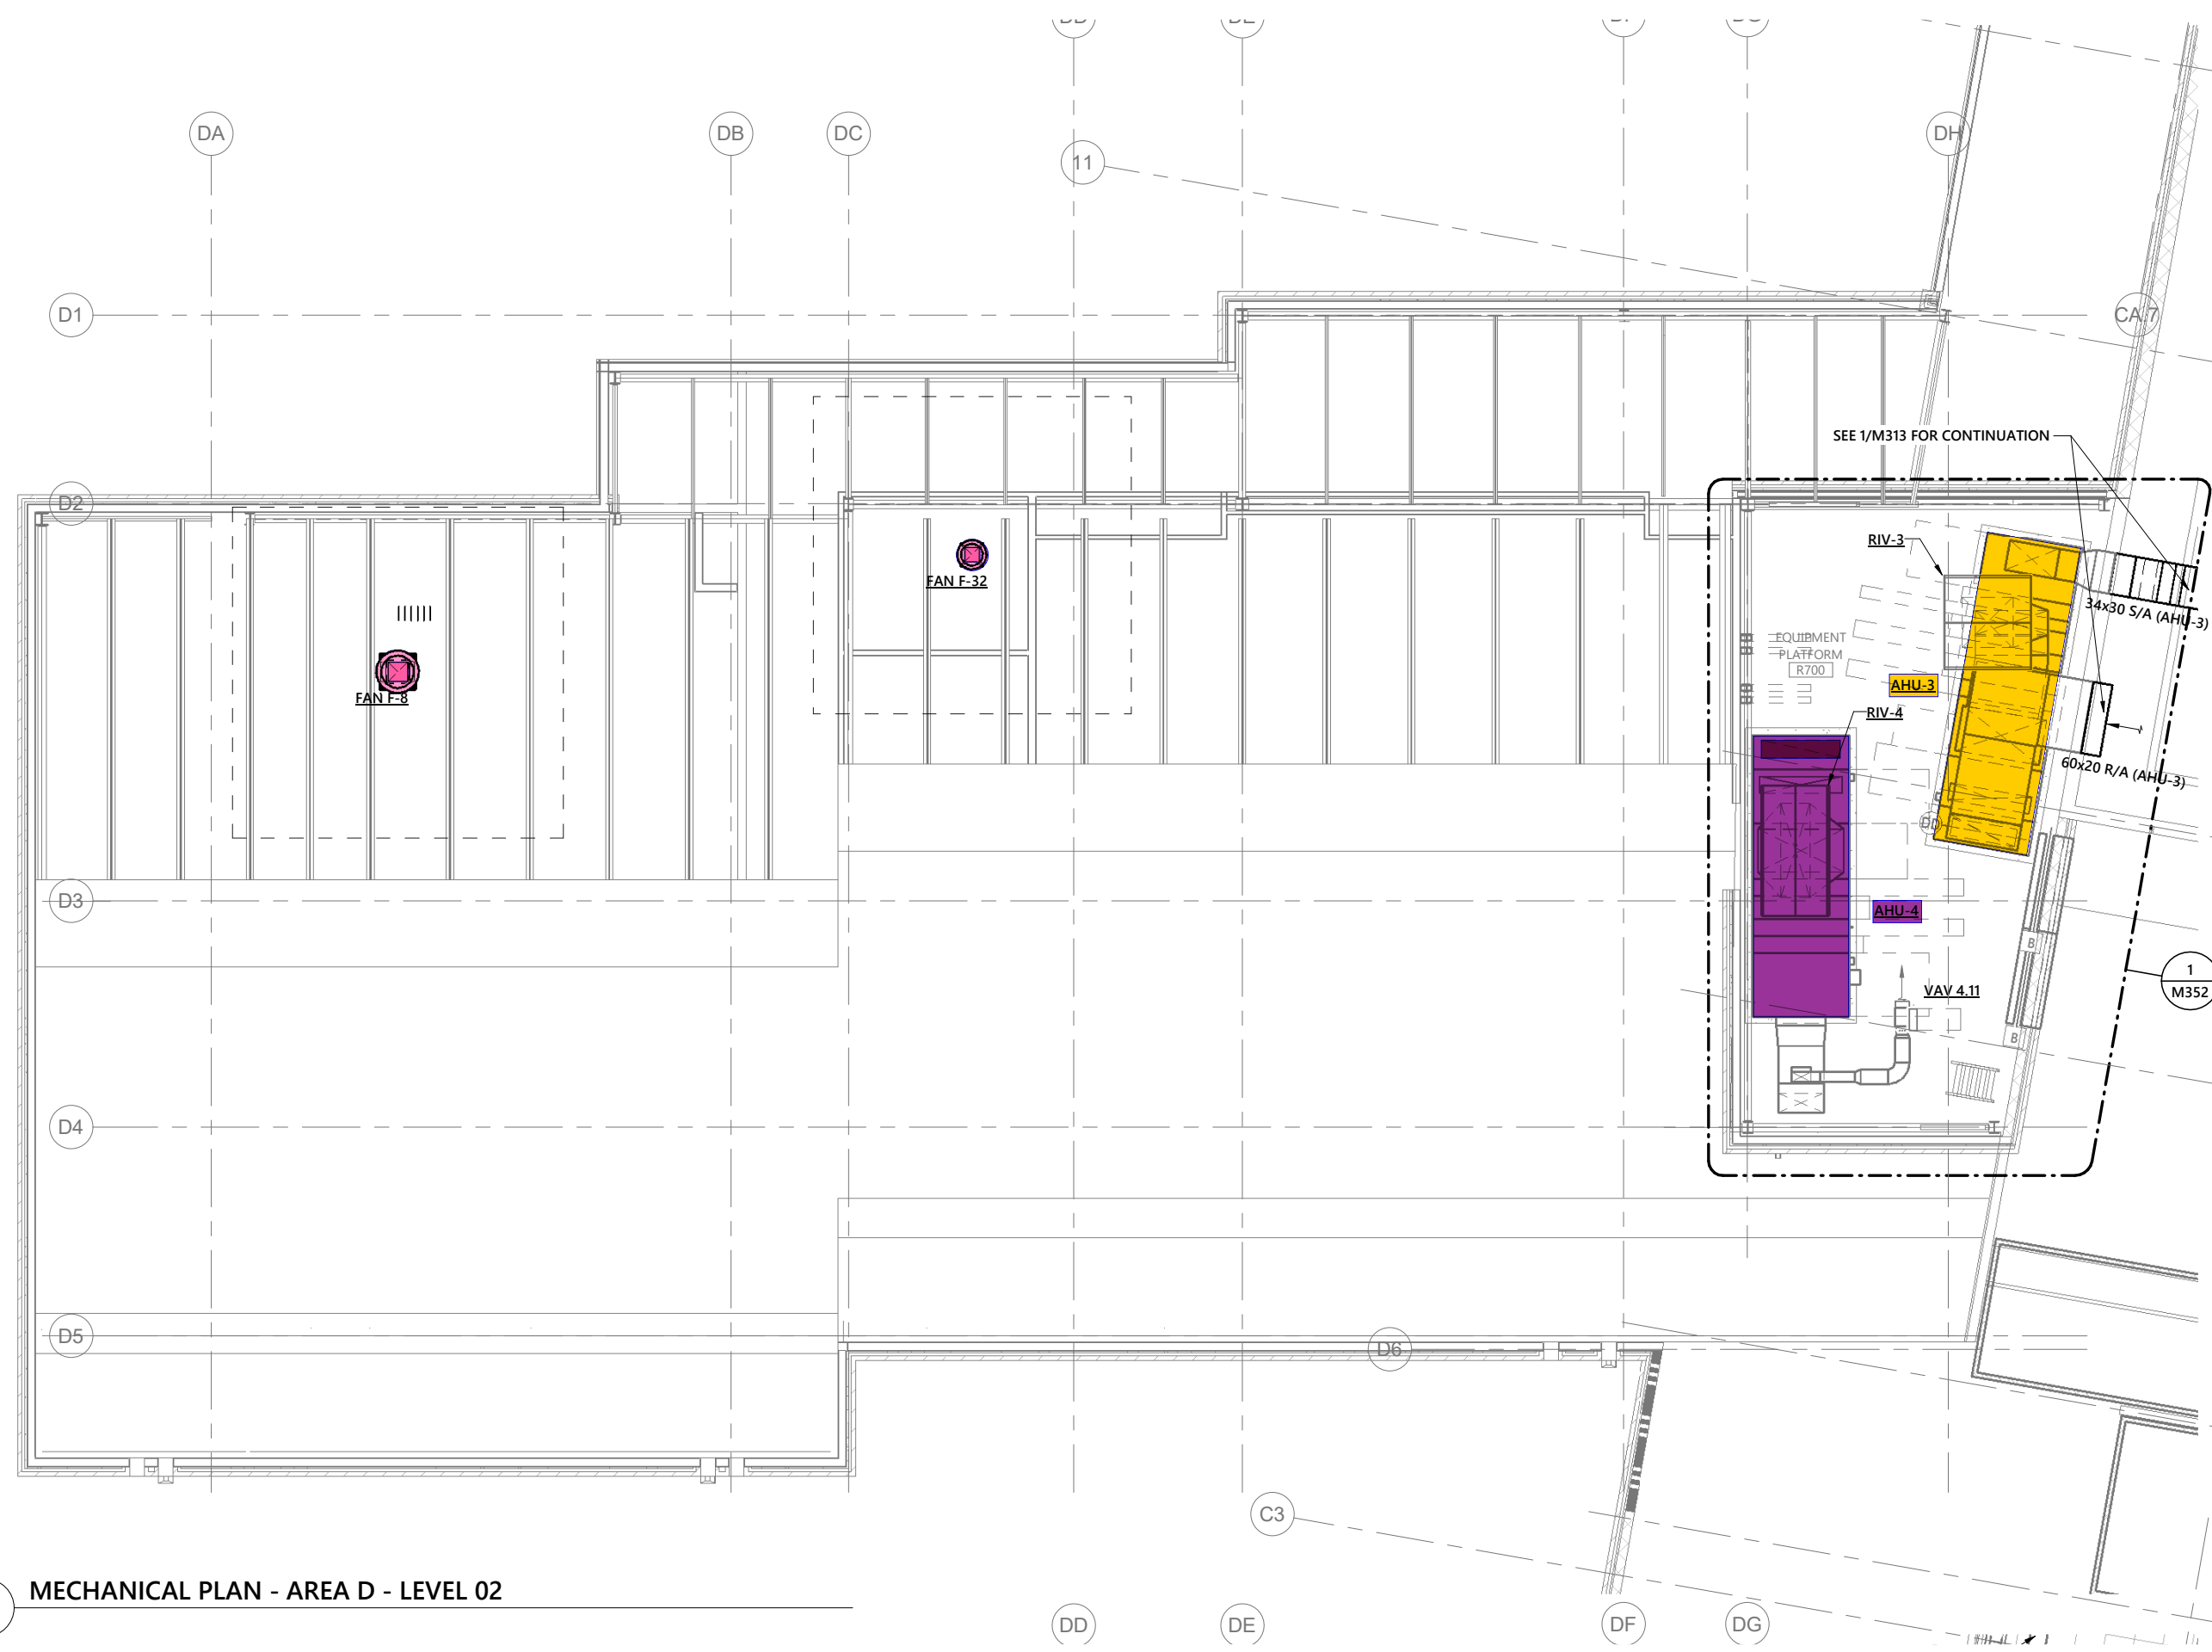 DA
DB
DC
11
DH
D1
CA.7
SEE 1/M313 FOR CONTINUATION
D2
RIV-3
FAN F-32
34x30 S/A (AHU-3)
EQUIPMENT
PLATFORM
R700
AHU-3
FAN F-8
RIV-4
60x20 R/A (AHU-3)
DD
D3
AHU-4
B
1
M352
VAV 4.11
B
D4
D5
D6
C3
MECHANICAL PLAN - AREA D - LEVEL 02
DD
DE
DF
DG